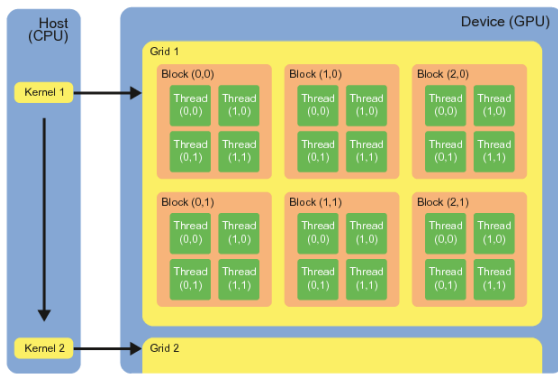 Host
(CPU)
Device (GPU)
Grid 1
Kernel 1
Block (0,0)
Block (1,0)
Block (2,0)
Thread
(0,0)
Thread
(1,0)
Thread
(0,0)
Thread
(1,0)
Thread
(0,0)
Thread
(1,0)
Thread
(0,1)
Thread
(1,1)
Thread
(0,1)
Thread
(1,1)
Thread
(0,1)
Thread
(1,1)
Block (0,1)
Block (1,1)
Block (2,1)
Thread
(0,0)
Thread
(1,0)
Thread
(0,0)
Thread
(1,0)
Thread
(0,0)
Thread
(1,0)
Thread
(0,1)
Thread
(1,1)
Thread
(0,1)
Thread
(1,1)
Thread
(0,1)
Thread
(1,1)
Kernel 2
Grid 2